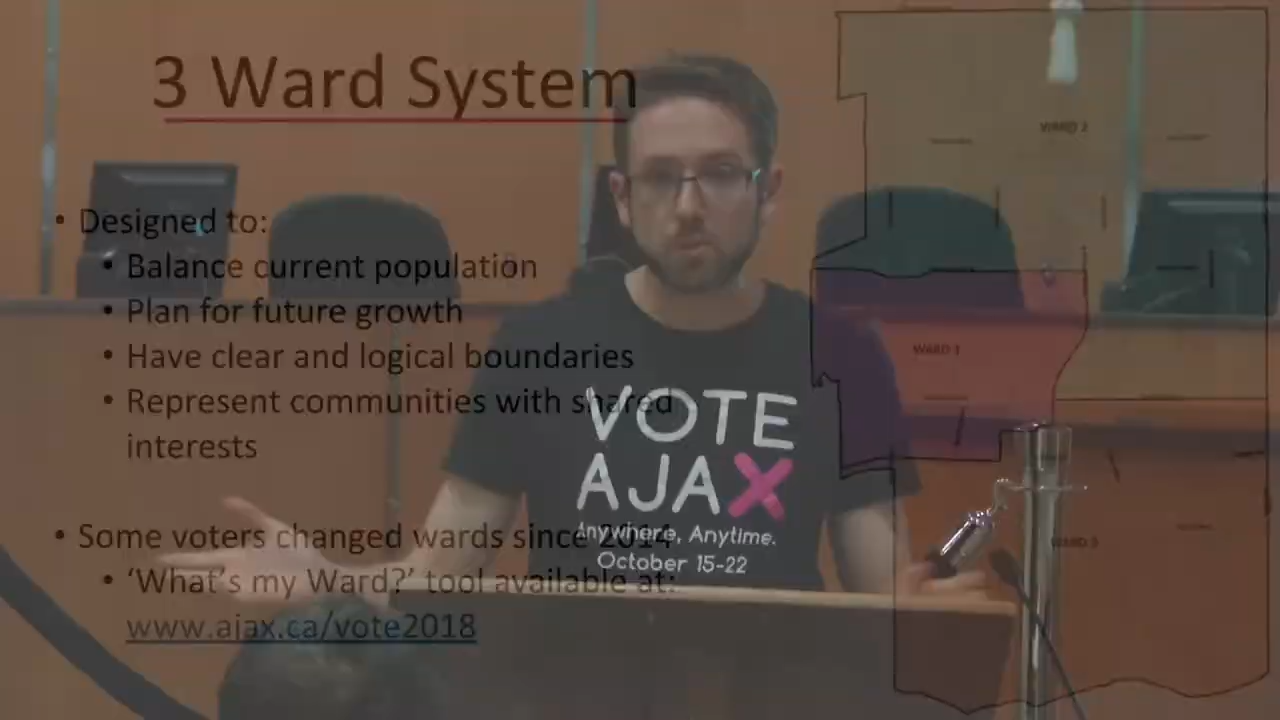 3 Ward System
• Designed to:
• Balance current population
• Plan for future growth
• Have clear and logical boundaries
• Represent communities with shared
interests
• Some voters changed wards since 2014
• ‘What’s my Ward?’ tool available at:
www.ajax.ca/vote2018
VOTE
AJAX
Anywhere, Anytime.
October 15-22
WARD 2
WARD 1
WARD 3